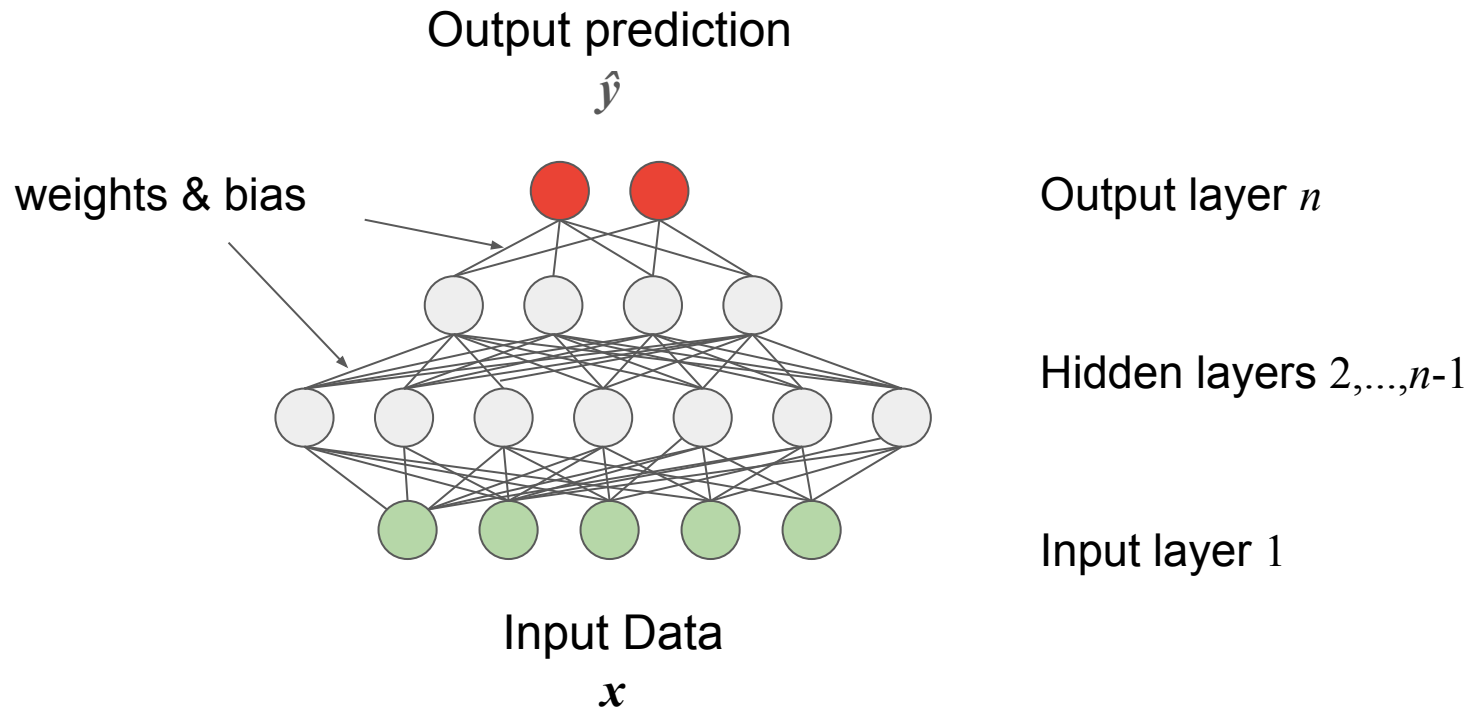 Output prediction
ŷ
weights & bias
Output layer n
Hidden layers 2,...,n-1
Input layer 1
Input Data
x